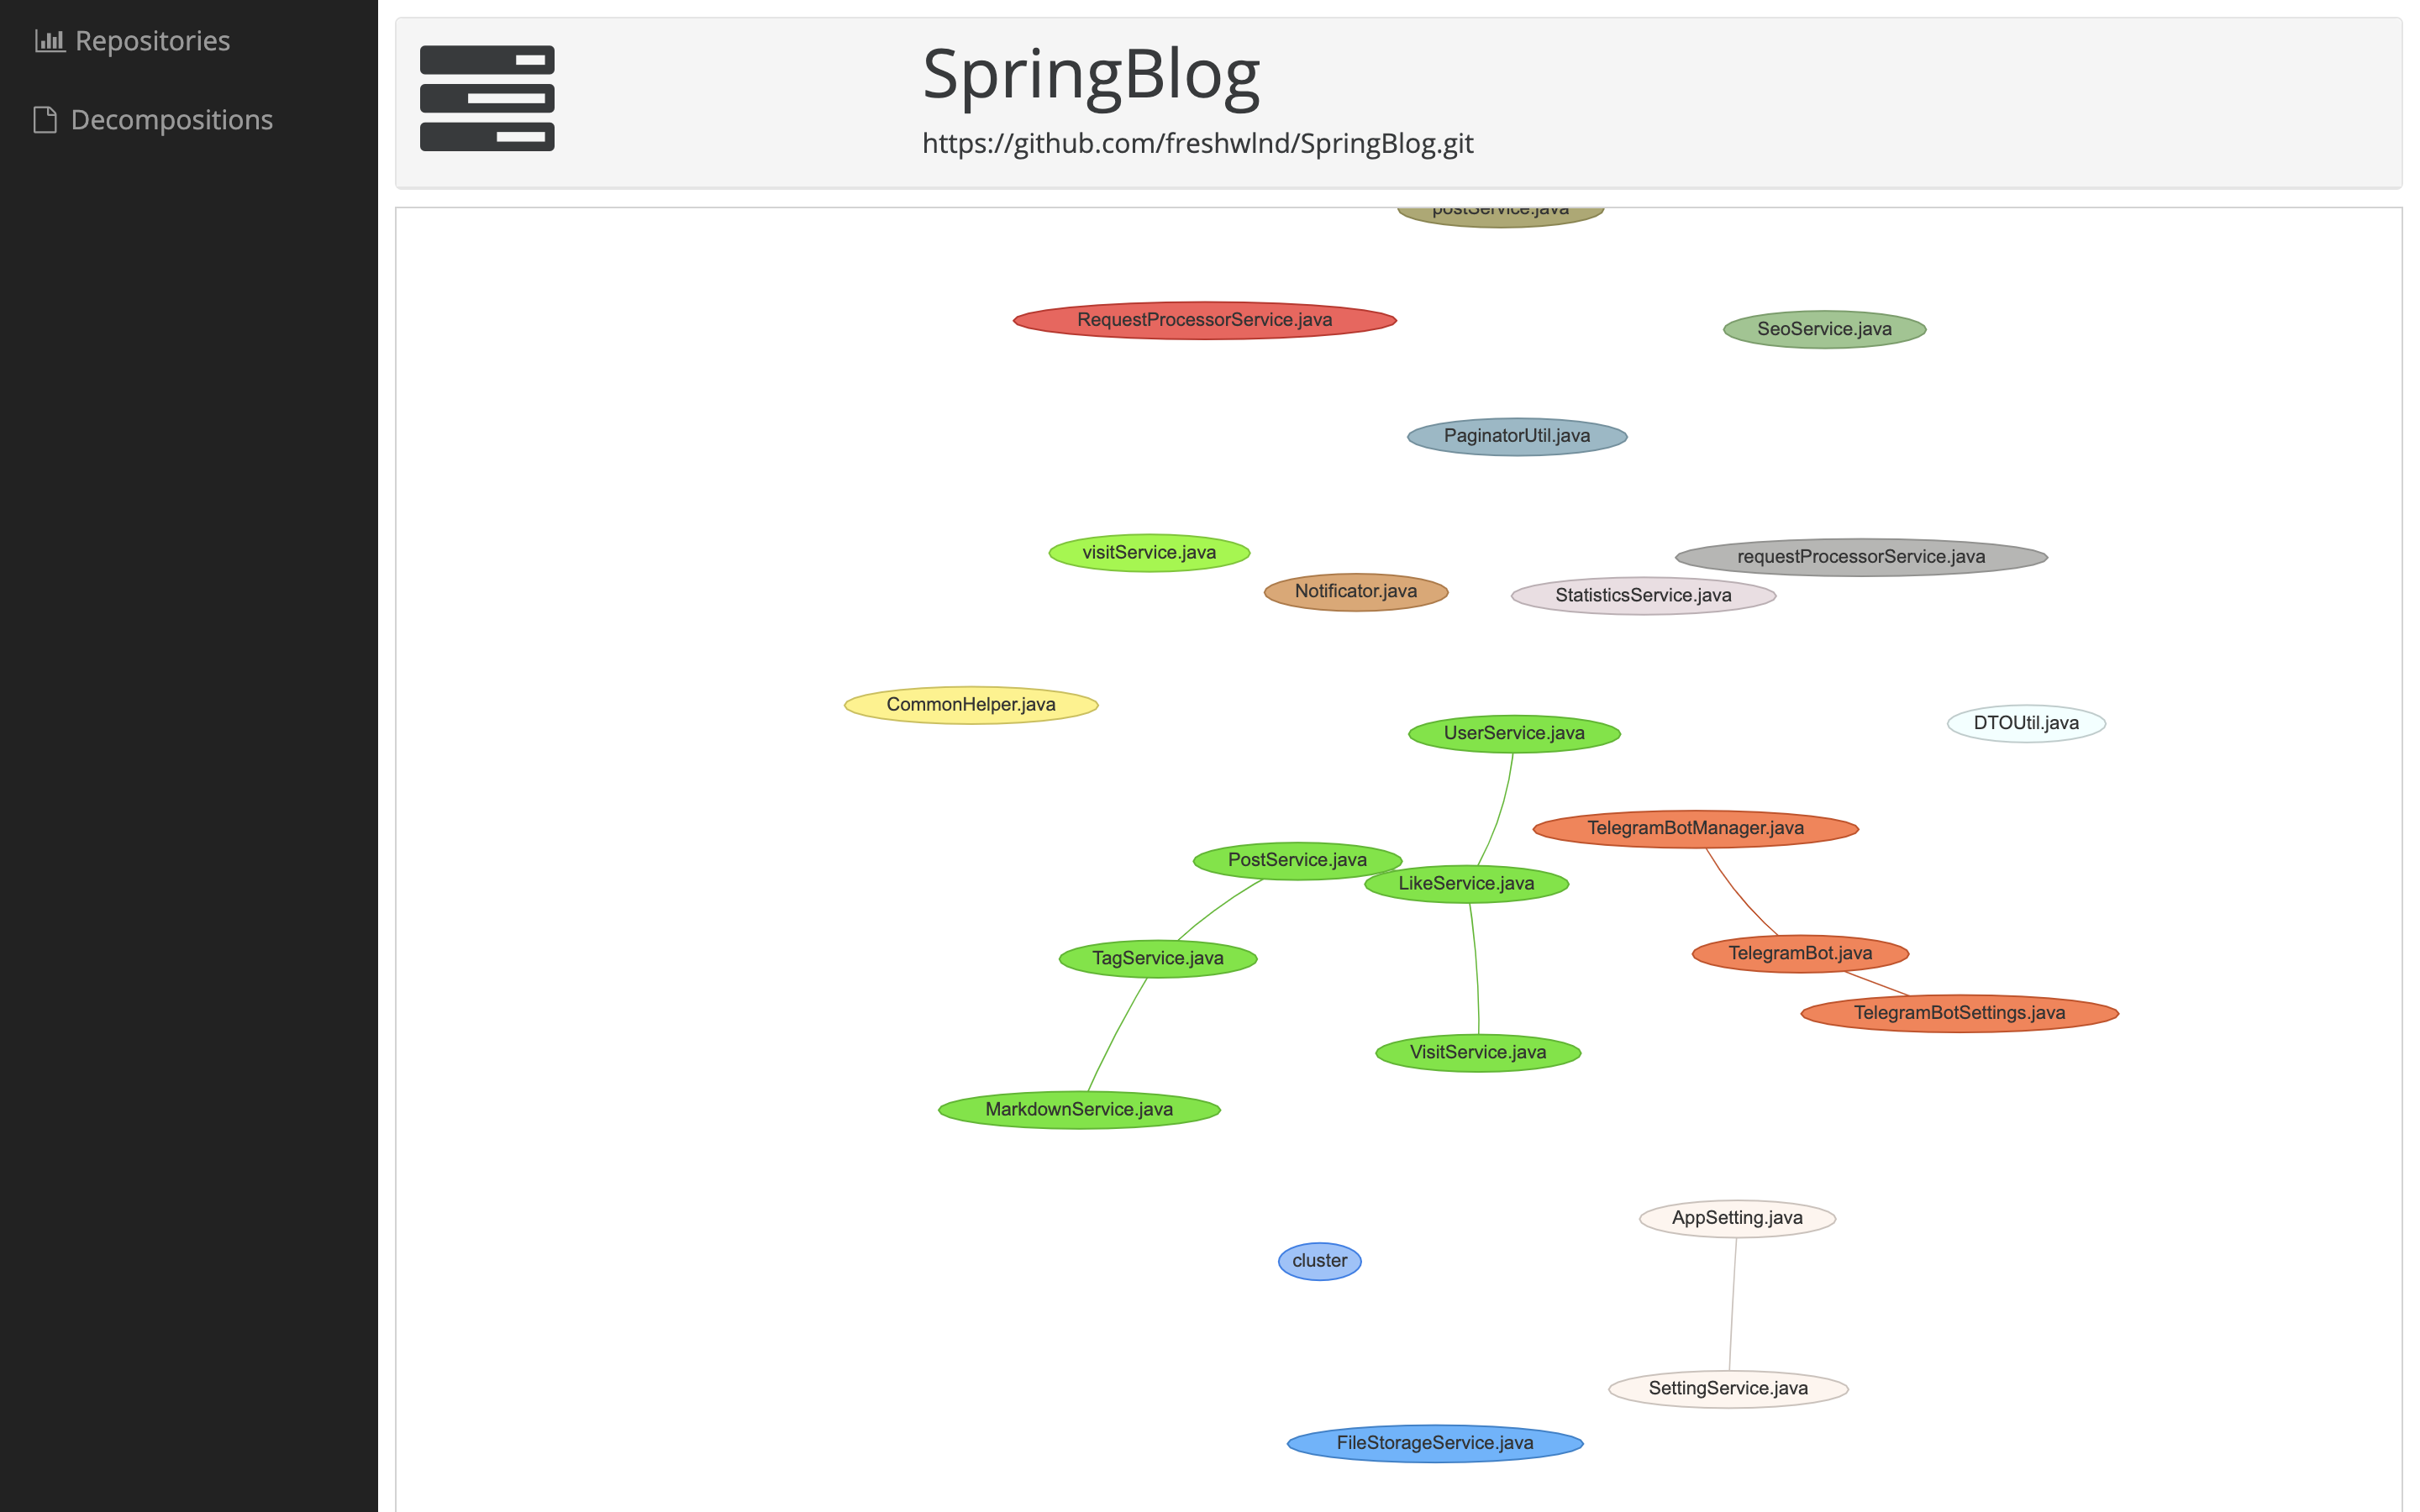 Repositories
Decompositions
SpringBlog
https://github.com/freshwlnd/SpringBlog.git
postService.java
RequestProcessorService.java
SeoService.java
PaginatorUtil.java
visitService.java
requestProcessorService.java
Notificator.java
StatisticsService.java
CommonHelper.java
DTOUtil.java
UserService.java
TelegramBotManager.java
PostService.java
LikeService.java
TelegramBot.java
TagService.java
TelegramBotSettings.java
VisitService.java
MarkdownService.java
AppSetting.java
cluster
SettingService.java
FileStorageService.java